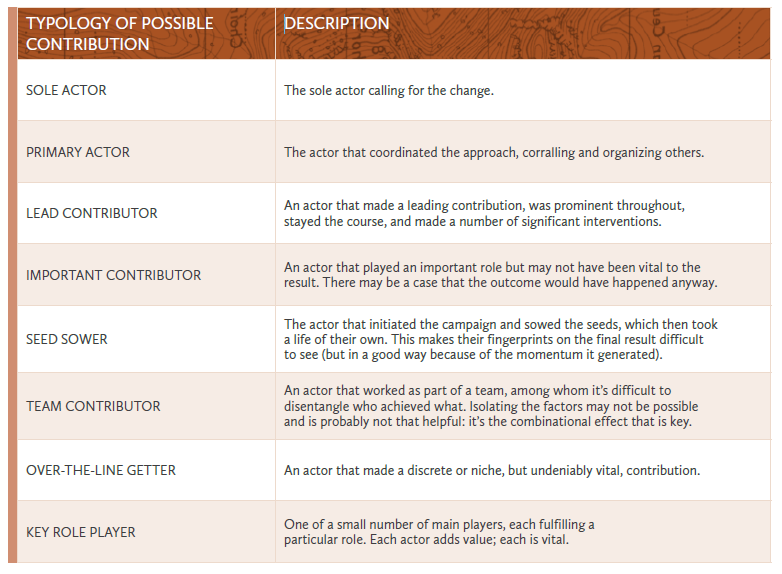 TYPOLOGY OF POSSIBLE
CONTRIBUTION
DESCRIPTION
SOLE ACTOR
The sole actor calling for the change.
PRIMARY ACTOR
The actor that coordinated the approach, corralling and organizing others.
LEAD CONTRIBUTOR
An actor that made a leading contribution, was prominent throughout,
stayed the course, and made a number of significant interventions.
IMPORTANT CONTRIBUTOR
An actor that played an important role but may not have been vital to the
result. There may be a case that the outcome would have happened anyway.
SEED SOWER
The actor that initiated the campaign and sowed the seeds, which then took
a life of their own. This makes their fingerprints on the final result difficult
to see (but in a good way because of the momentum it generated).
TEAM CONTRIBUTOR
An actor that worked as part of a team, among whom it’s difficult to
disentangle who achieved what. Isolating the factors may not be possible
and is probably not that helpful: it’s the combinational effect that is key.
OVER-THE-LINE GETTER
An actor that made a discrete or niche, but undeniably vital, contribution.
KEY ROLE PLAYER
One of a small number of main players, each fulfilling a
particular role. Each actor adds value; each is vital.